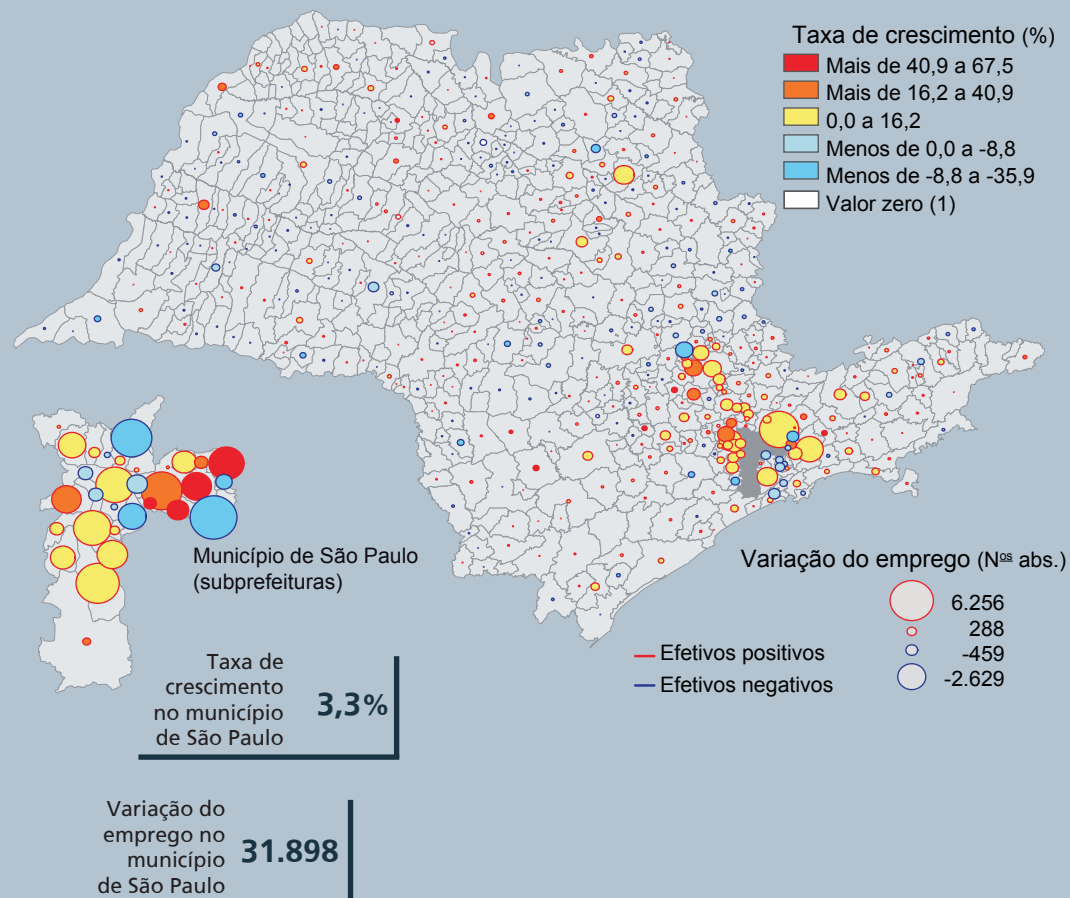 Taxa de crescimento (%)
Mais de 40,9 a 67,5
Mais de 16,2 a 40,9
0,0 a 16,2
Menos de 0,0 a -8,8
Menos de -8,8 a -35,9
Valor zero (1)
Município de São Paulo
(subprefeituras)
Variação do emprego (Nºˢ abs.)
6.256
288
-459
-2.629
Efetivos positivos
Efetivos negativos
Taxa de
crescimento
no município
de São Paulo
3,3%
Variação do
emprego no
município
de São Paulo
31.898